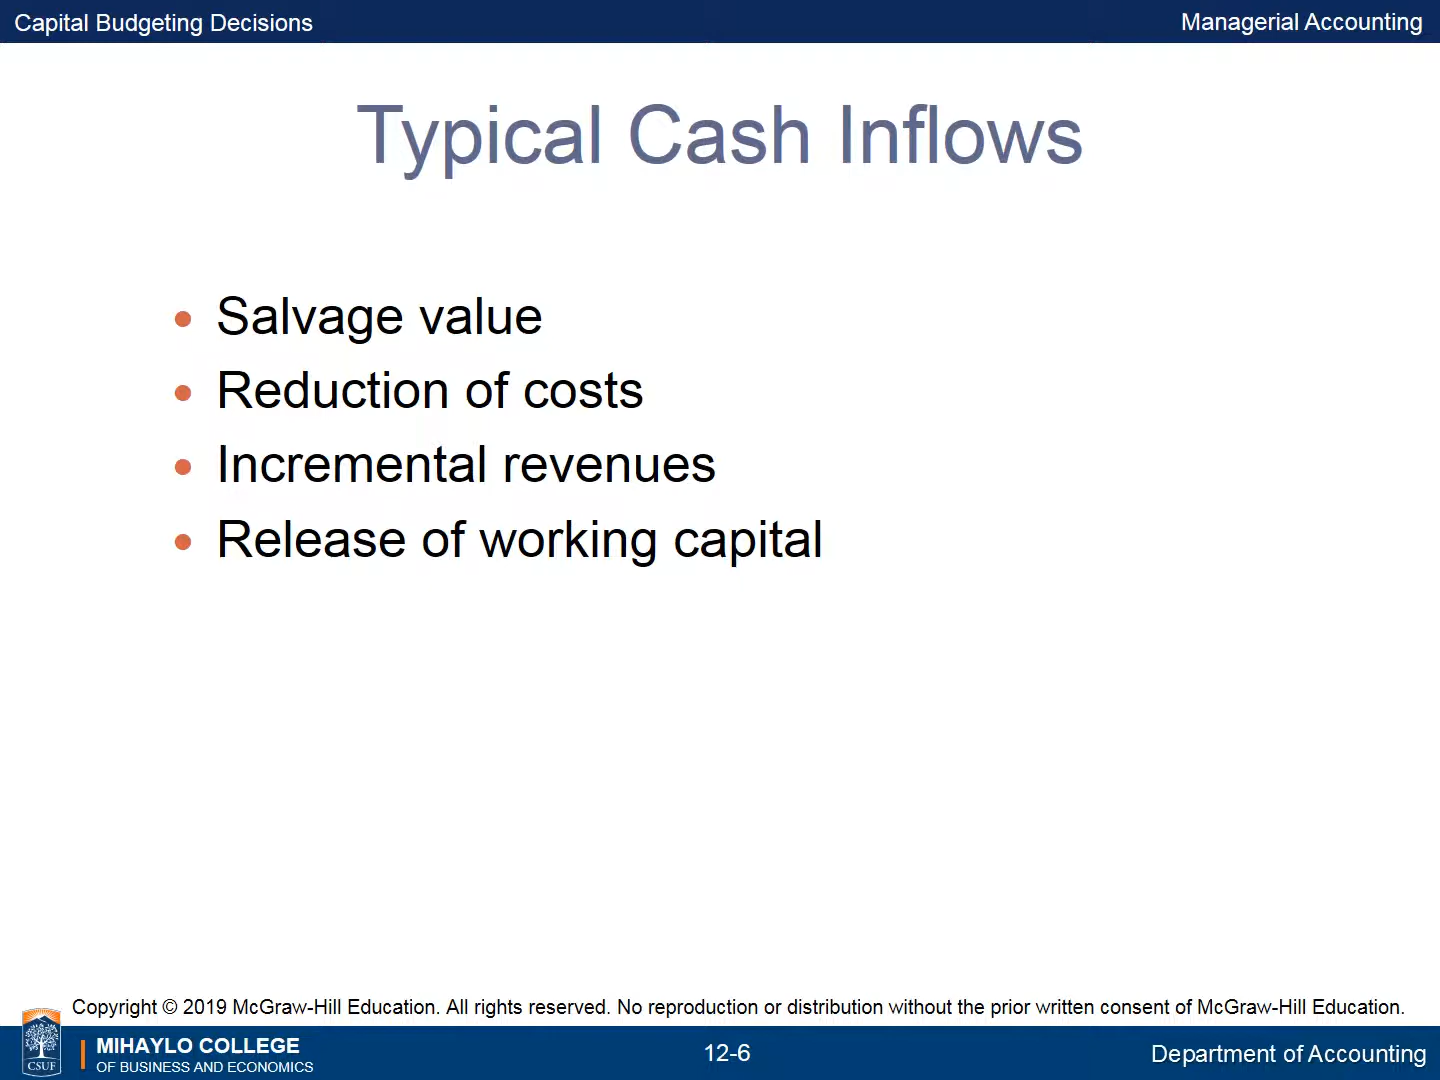 Capital Budgeting Decisions
Managerial Accounting
Typical Cash Inflows
• Salvage value
• Reduction of costs
• Incremental revenues
• Release of working capital
Copyright © 2019 McGraw-Hill Education. All rights reserved. No reproduction or distribution without the prior written consent of McGraw-Hill Education.
CSUF
MIHAYLO COLLEGE
OF BUSINESS AND ECONOMICS
12-6
Department of Accounting